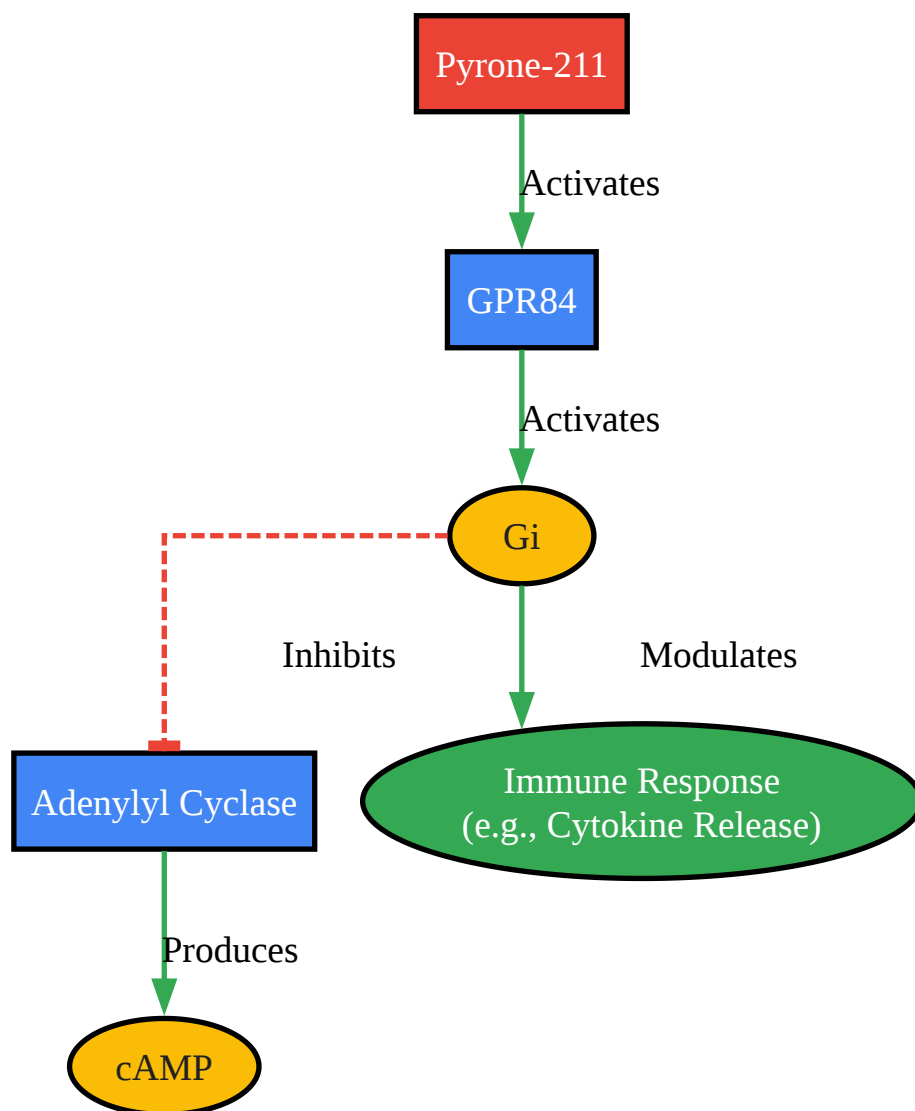 Pyrone-211
Activates
GPR84
Activates
Gi
Inhibits
Modulates
Immune Response
(e.g., Cytokine Release)
Adenylyl Cyclase
Produces
cAMP